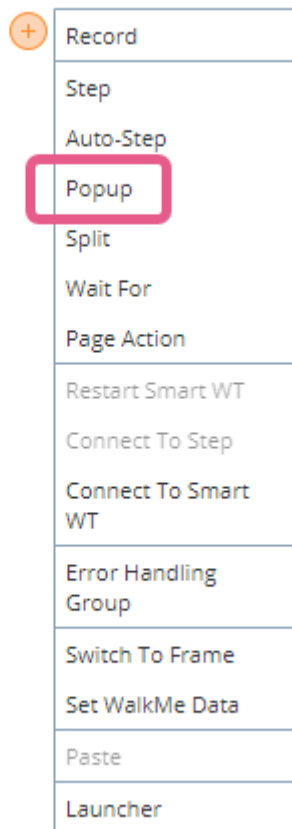 Record
Step
Auto-Step
Popup
Split
Wait For
Page Action
Restart Smart WT
Connect To Step
Connect To Smart
WT
Error Handling
Group
Switch To Frame
Set WalkMe Data
Paste
Launcher